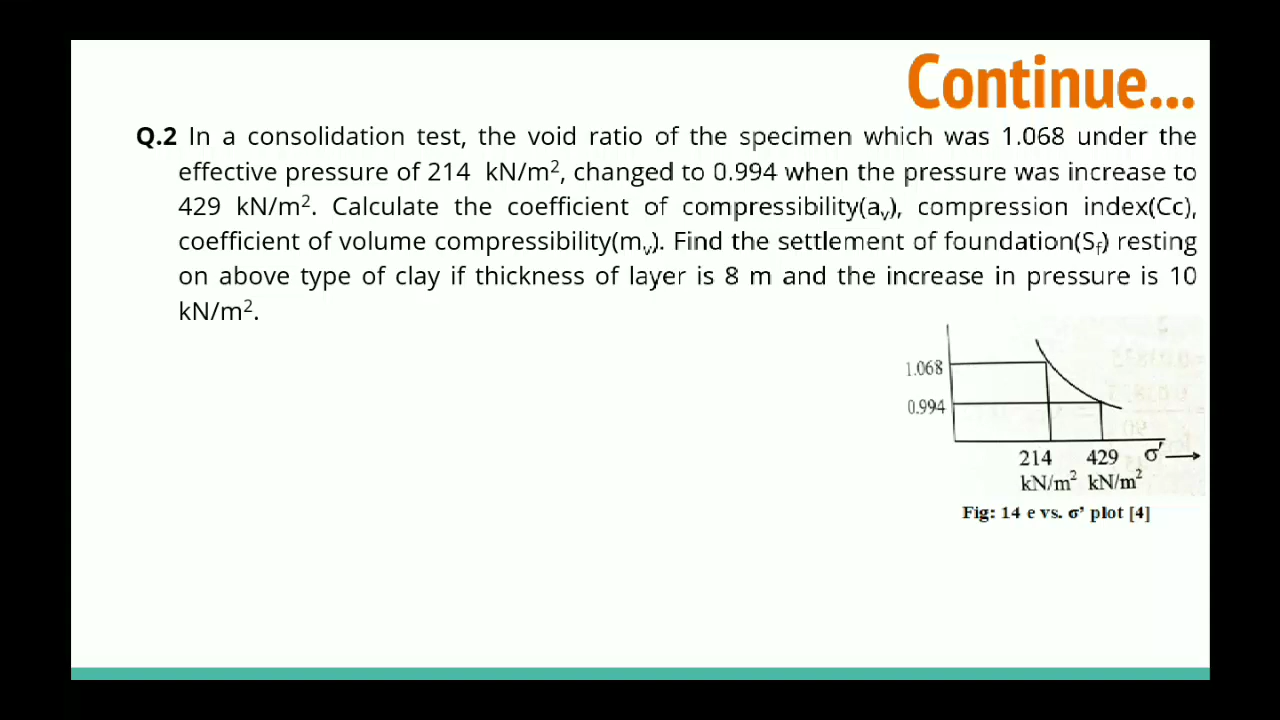 Continue...
Q.2 In a consolidation test, the void ratio of the specimen which was 1.068 under the
effective pressure of 214 kN/m², changed to 0.994 when the pressure was increase to
429 kN/m². Calculate the coefficient of compressibility(aᵥ), compression index(Cc),
coefficient of volume compressibility(mᵥ). Find the settlement of foundation(Sf) resting
on above type of clay if thickness of layer is 8 m and the increase in pressure is 10
kN/m².
1.068
0.994
214 429 σ'
kN/m² kN/m²
Fig: 14 e vs. σ' plot [4]